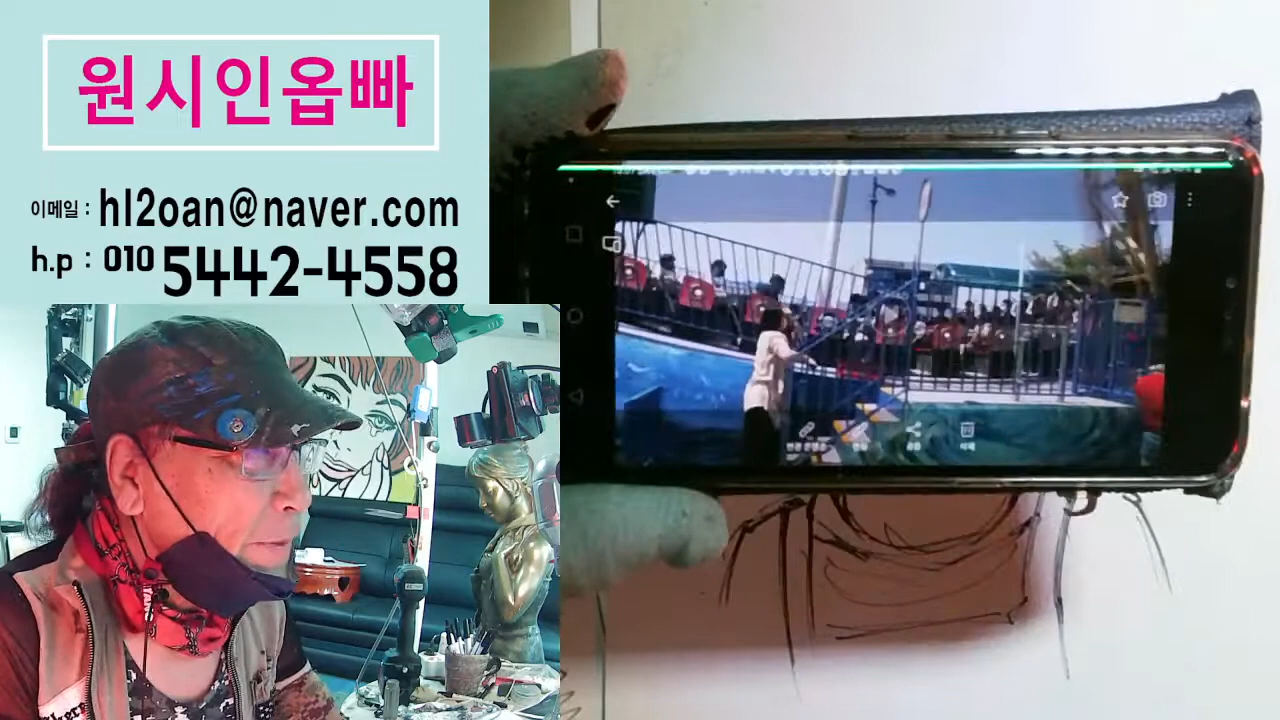 원시인옵빠
이메일 : hl2oan@naver.com
h.p : 010 5442-4558